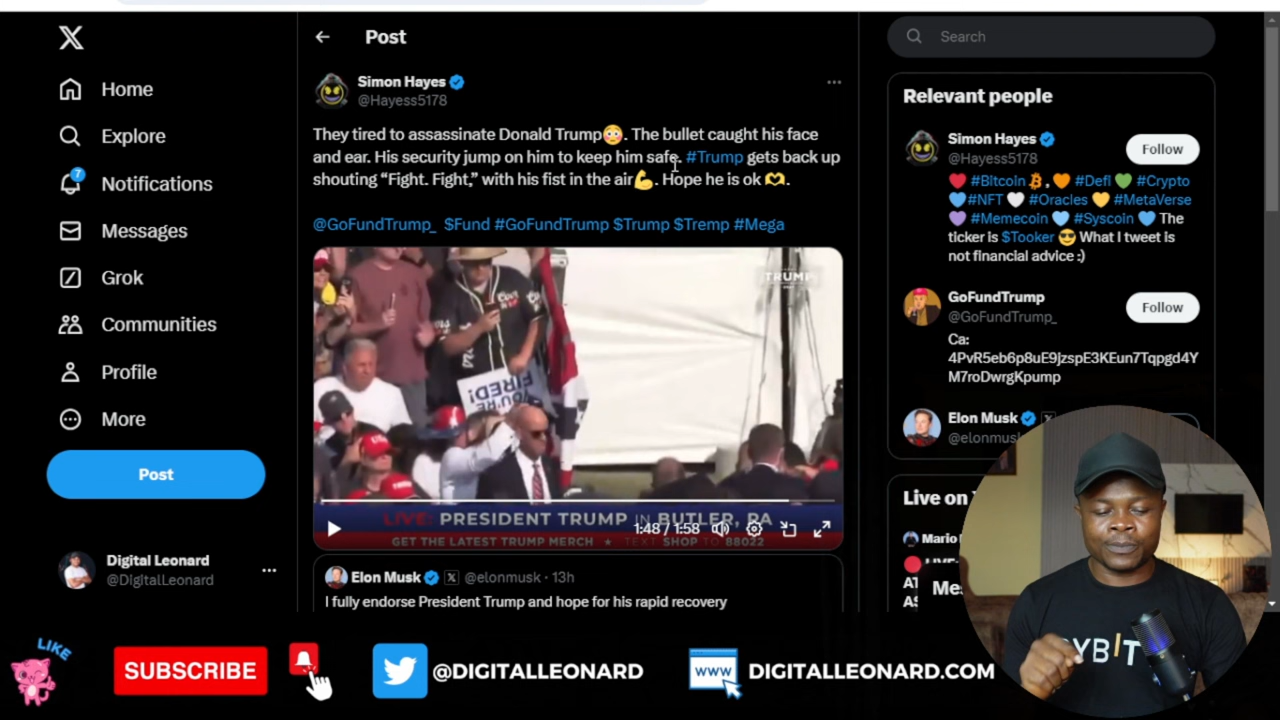 Post
Search
Home
Explore
7
Notifications
Messages
Grok
Communities
Profile
More
Post
Digital Leonard
@DigitalLeonard
Simon Hayes
@Hayess5178
They tired to assassinate Donald Trump😳. The bullet caught his face
and ear. His security jump on him to keep him safe. #Trump gets back up
shouting “Fight. Fight,” with his fist in the air💪. Hope he is ok 🫶.
@GoFundTrump_ $Fund #GoFundTrump $Trump $Tremp #Mega
TRUMP
YOU'RE
FIRED!
LIVE: PRESIDENT TRUMP IN BUTLER, PA
1:48 / 1:58
GET THE LATEST TRUMP MERCH ★ TEXT SHOP TO 88022
Elon Musk X @elonmusk · 13h
I fully endorse President Trump and hope for his rapid recovery
Relevant people
Simon Hayes
@Hayess5178
Follow
❤️ #Bitcoin ₿, 🧡 #Defi 💚 #Crypto
💙#NFT 🤍 #Oracles 💛 #MetaVerse
💜 #Memecoin 🩵 #Syscoin 💙 The
ticker is $Tooker 😎 What I tweet is
not financial advice :)
GoFundTrump
@GoFundTrump_
Follow
Ca:
4PvR5eb6p8uE9jzspE3KEun7Tqpgd4Y
M7roDwrgKpump
Elon Musk X
@elonmus
Live on
Mario
LIKE
SUBSCRIBE
@DIGITALLEONARD
WWW
DIGITALLEONARD.COM